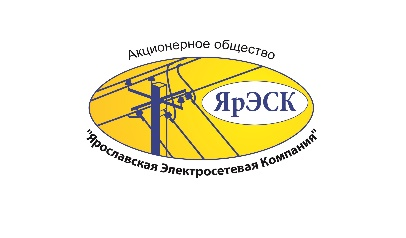 Акционерное общество
ЯрЭСК
"Ярославская Электросетевая Компания"